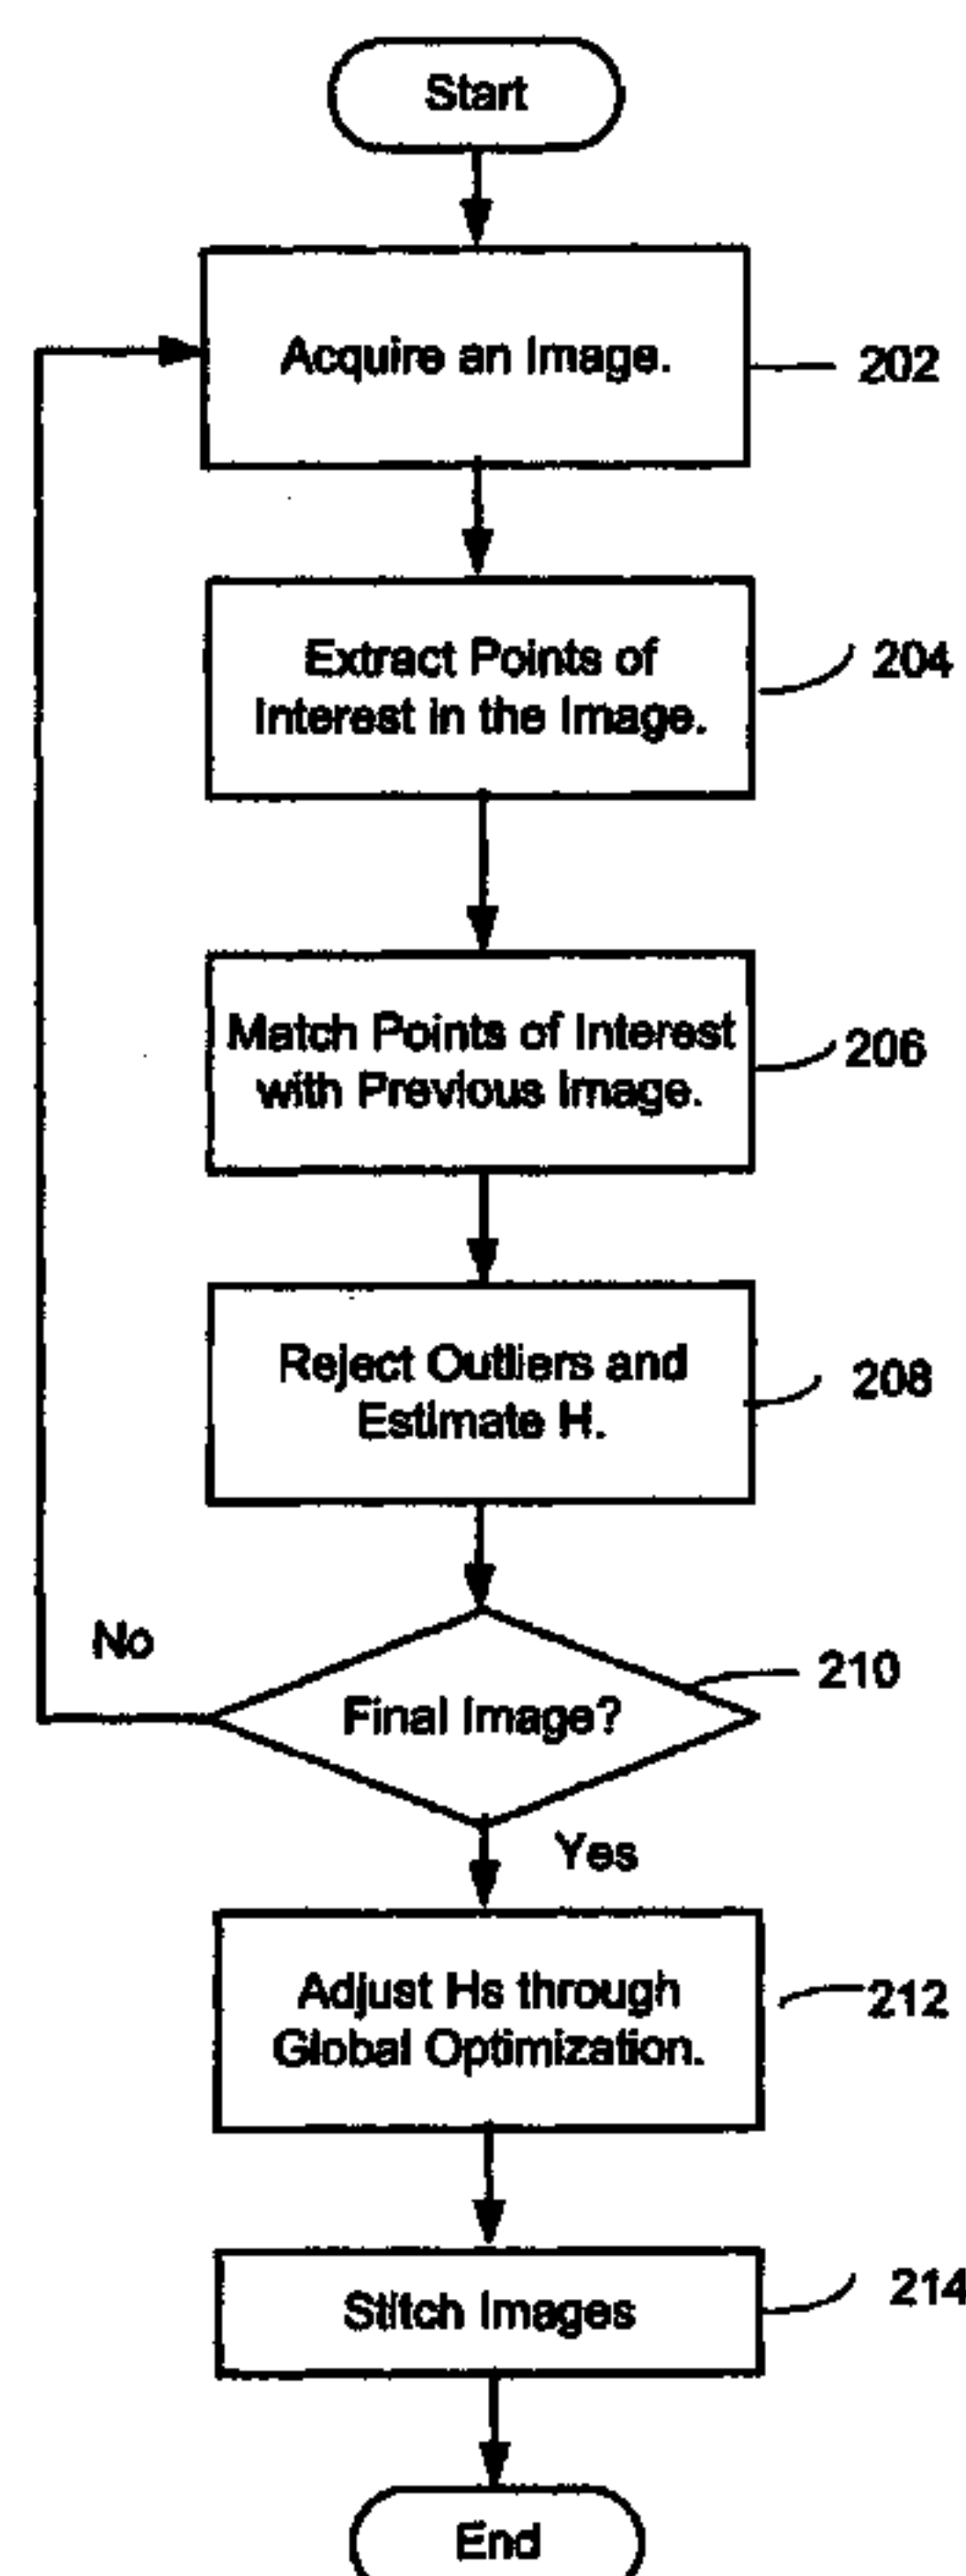 Start
Acquire an Image.
202
Extract Points of
Interest in the Image.
204
Match Points of Interest
with Previous Image.
206
Reject Outliers and
Estimate H.
208
No
Final Image?
210
Yes
Adjust Hs through
Global Optimization.
212
Stitch Images
214
End